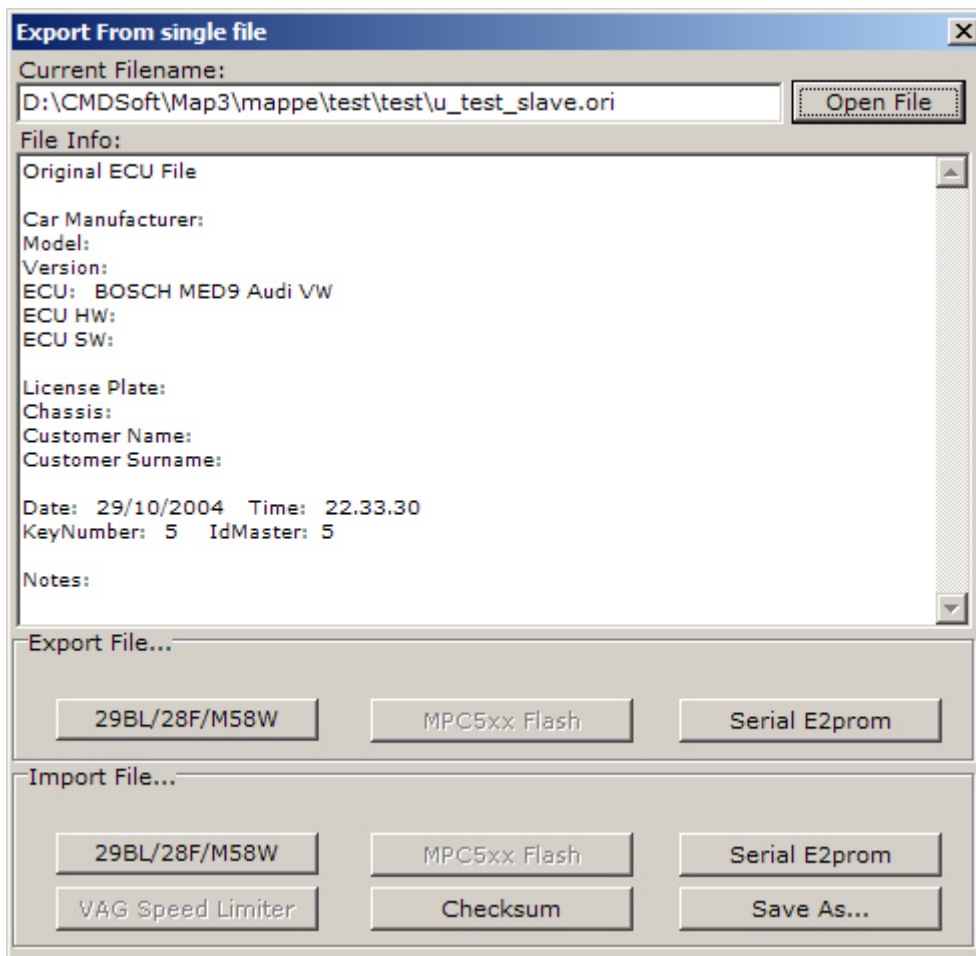 Export From single file
Current Filename:
D:\CMDSoft\Map3\mappe\test\test\u_test_slave.ori
Open File
File Info:
Original ECU File
Car Manufacturer:
Model:
Version:
ECU: BOSCH MED9 Audi VW
ECU HW:
ECU SW:
License Plate:
Chassis:
Customer Name:
Customer Surname:
Date: 29/10/2004 Time: 22.33.30
KeyNumber: 5 IdMaster: 5
Notes:
Export File...
29BL/28F/M58W MPC5xx Flash Serial E2prom
Import File...
29BL/28F/M58W MPC5xx Flash Serial E2prom
VAG Speed Limiter Checksum Save As...